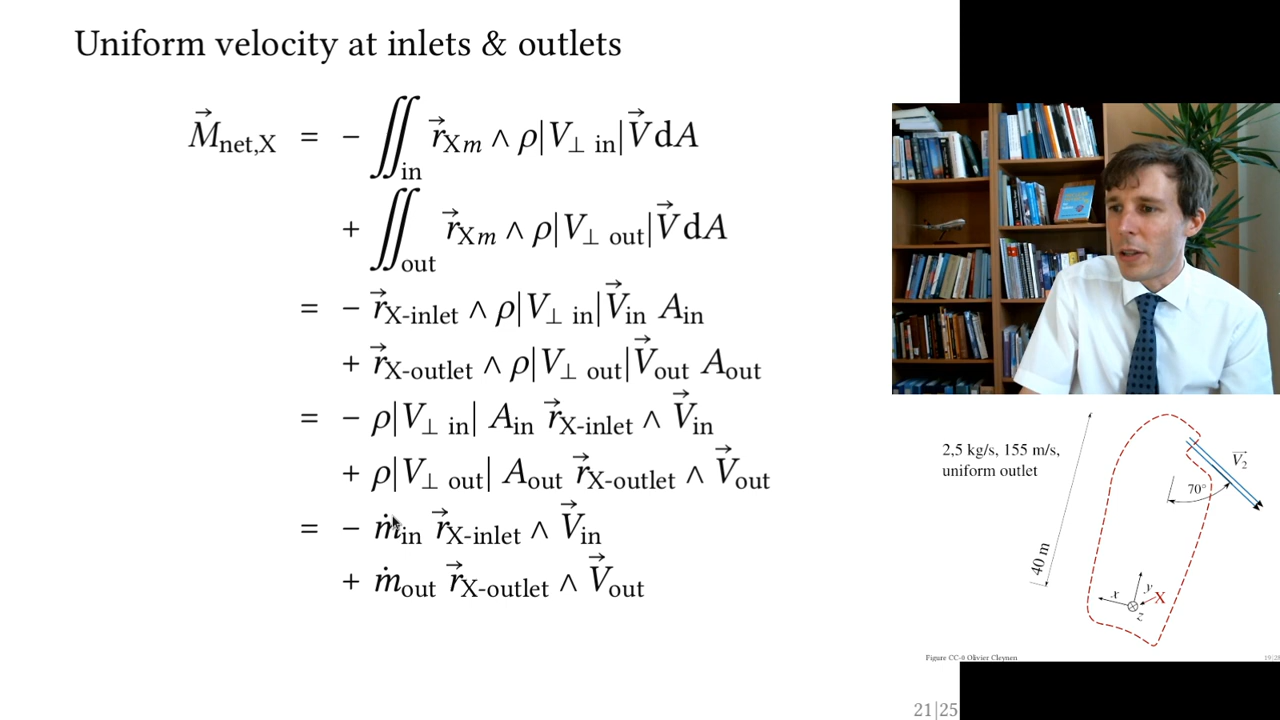 Uniform velocity at inlets & outlets
M⃗net,X = − ∬in r⃗Xm ∧ ρ|V⊥ in|V⃗dA
+ ∬out r⃗Xm ∧ ρ|V⊥ out|V⃗dA
= − r⃗X-inlet ∧ ρ|V⊥ in|V⃗in Ain
+ r⃗X-outlet ∧ ρ|V⊥ out|V⃗out Aout
= − ρ|V⊥ in| Ain r⃗X-inlet ∧ V⃗in
+ ρ|V⊥ out| Aout r⃗X-outlet ∧ V⃗out
= − ṁin r⃗X-inlet ∧ V⃗in
+ ṁout r⃗X-outlet ∧ V⃗out
2,5 kg/s, 155 m/s,
uniform outlet
V⃗2
70°
40 m
x
y
X
z
Figure CC-0 Olivier Cleynen
21|25